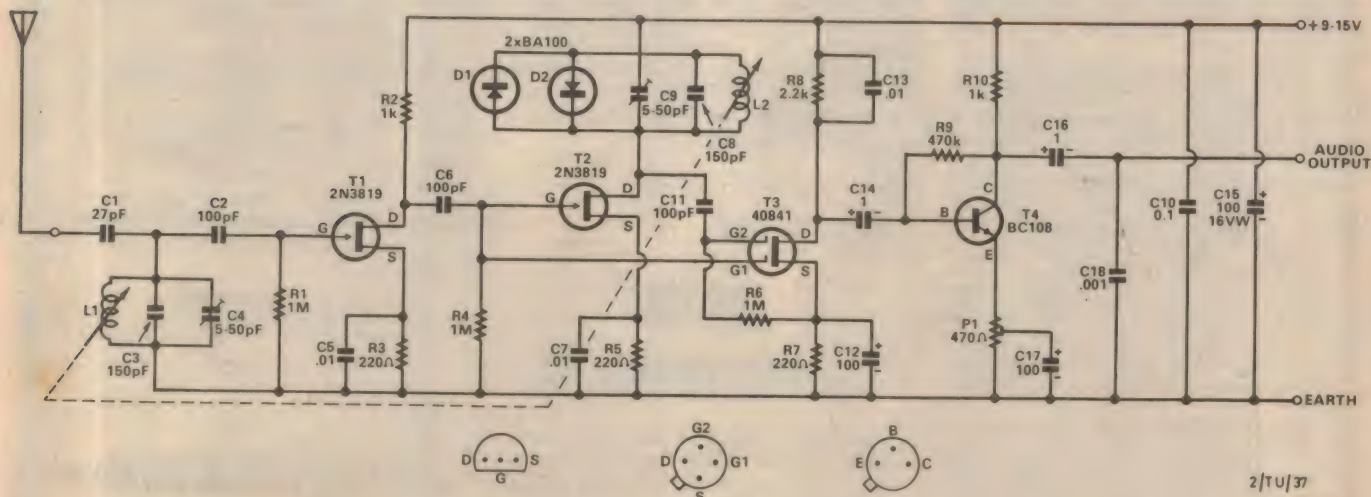 +9-15V
2xBA100
D1
D2
R2
1k
C9
5-50pF
L2
C8
150pF
R8
2.2k
C13
.01
R10
1k
R9
470k
C16
1
+
-
AUDIO
OUTPUT
T1
2N3819
C6
100pF
T2
2N3819
C11
100pF
T3
40841
C14
1
+
-
T4
BC108
C10
0.1
C15
100
16VW
+
-
C1
27pF
C2
100pF
G
D
S
G
D
S
G2
G1
D
S
B
C
E
L1
C3
150pF
C4
5-50pF
R1
1M
C5
.01
R3
220Ω
R4
1M
C7
.01
R5
220Ω
R6
1M
R7
220Ω
C12
100
+
-
P1
470Ω
C17
100
+
-
C18
.001
EARTH
D
S
G
G2
D
G1
S
B
E
C
2/TU/37